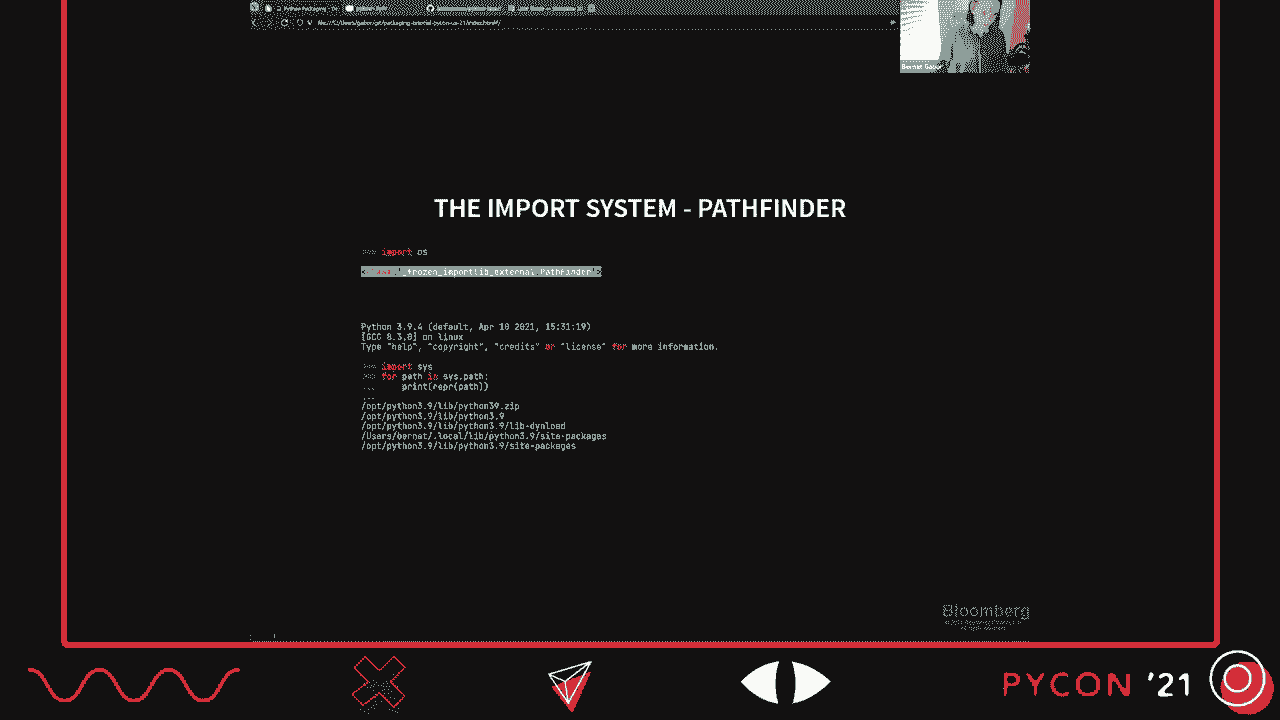 Python Packaging
Bernat Gabor
THE IMPORT SYSTEM - PATHFINDER
>>> import os
<class '_frozen_importlib_external.PathFinder'>
Python 3.9.4 (default, Apr 10 2021, 15:31:19)
[GCC 8.3.0] on linux
Type "help", "copyright", "credits" or "license" for more information.
>>> import sys
>>> for path in sys.path:
... print(repr(path))
...
/opt/python3.9/lib/python39.zip
/opt/python3.9/lib/python3.9
/opt/python3.9/lib/python3.9/lib-dynload
/Users/bernat/.local/lib/python3.9/site-packages
/opt/python3.9/lib/python3.9/site-packages
Bloomberg
PYCON '21